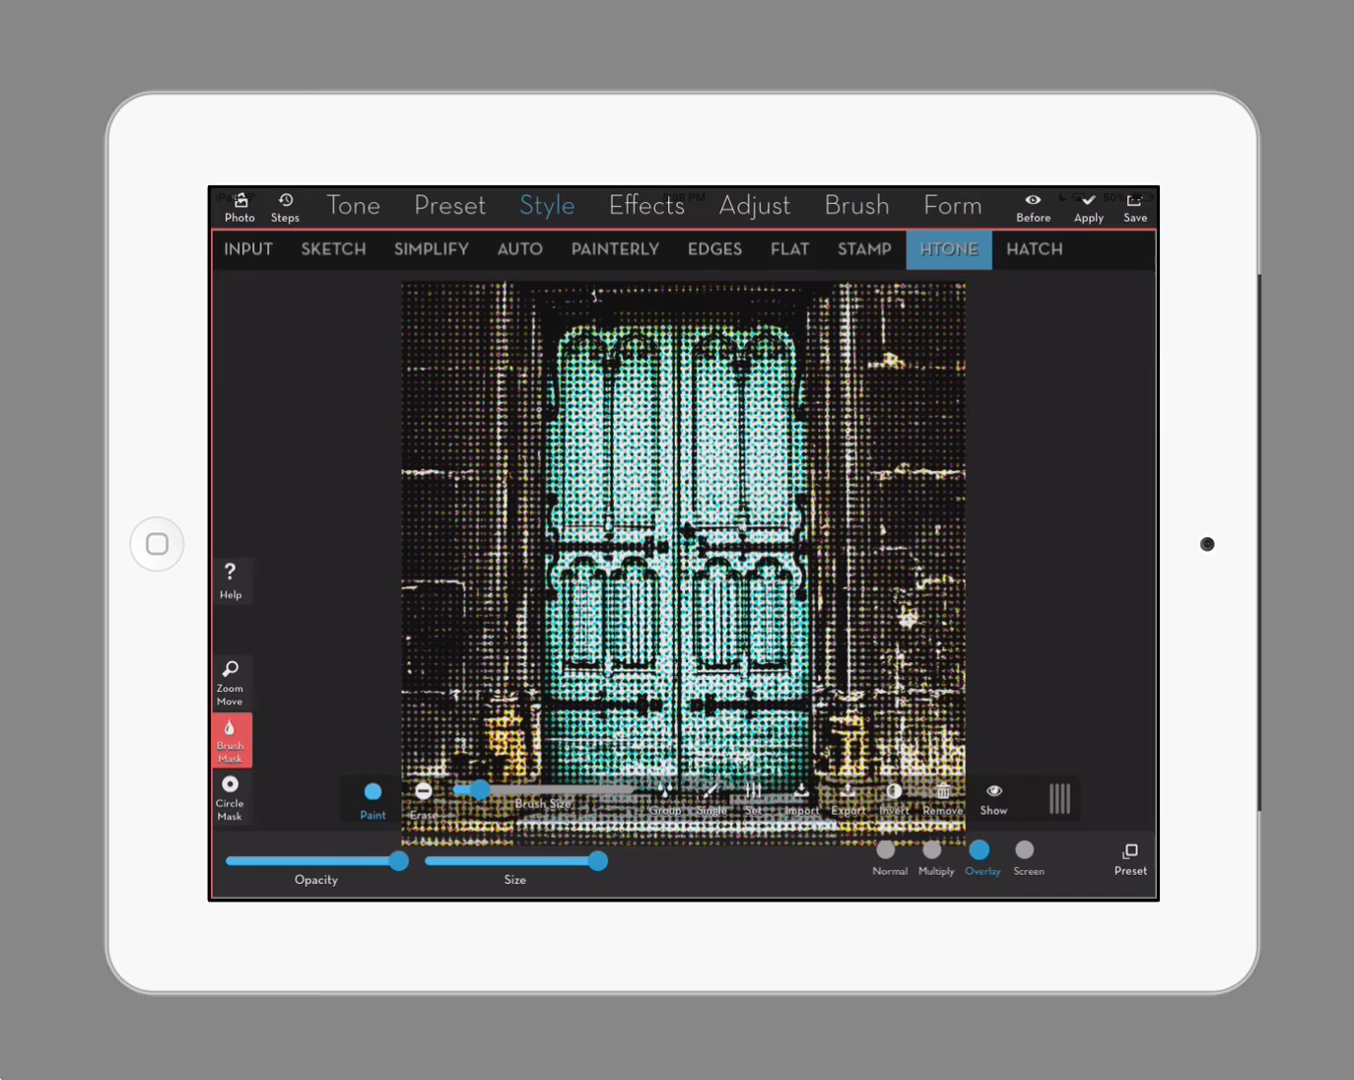 Photo Steps Tone Preset Style Effects Adjust Brush Form Before Apply Save
INPUT SKETCH SIMPLIFY AUTO PAINTERLY EDGES FLAT STAMP HTONE HATCH
?
Help
Zoom
Move
Brush
Mask
Circle
Mask
Paint Erase Brush Size Group Single Set Import Export Invert Remove Show
Opacity Size Normal Multiply Overlay Screen Preset